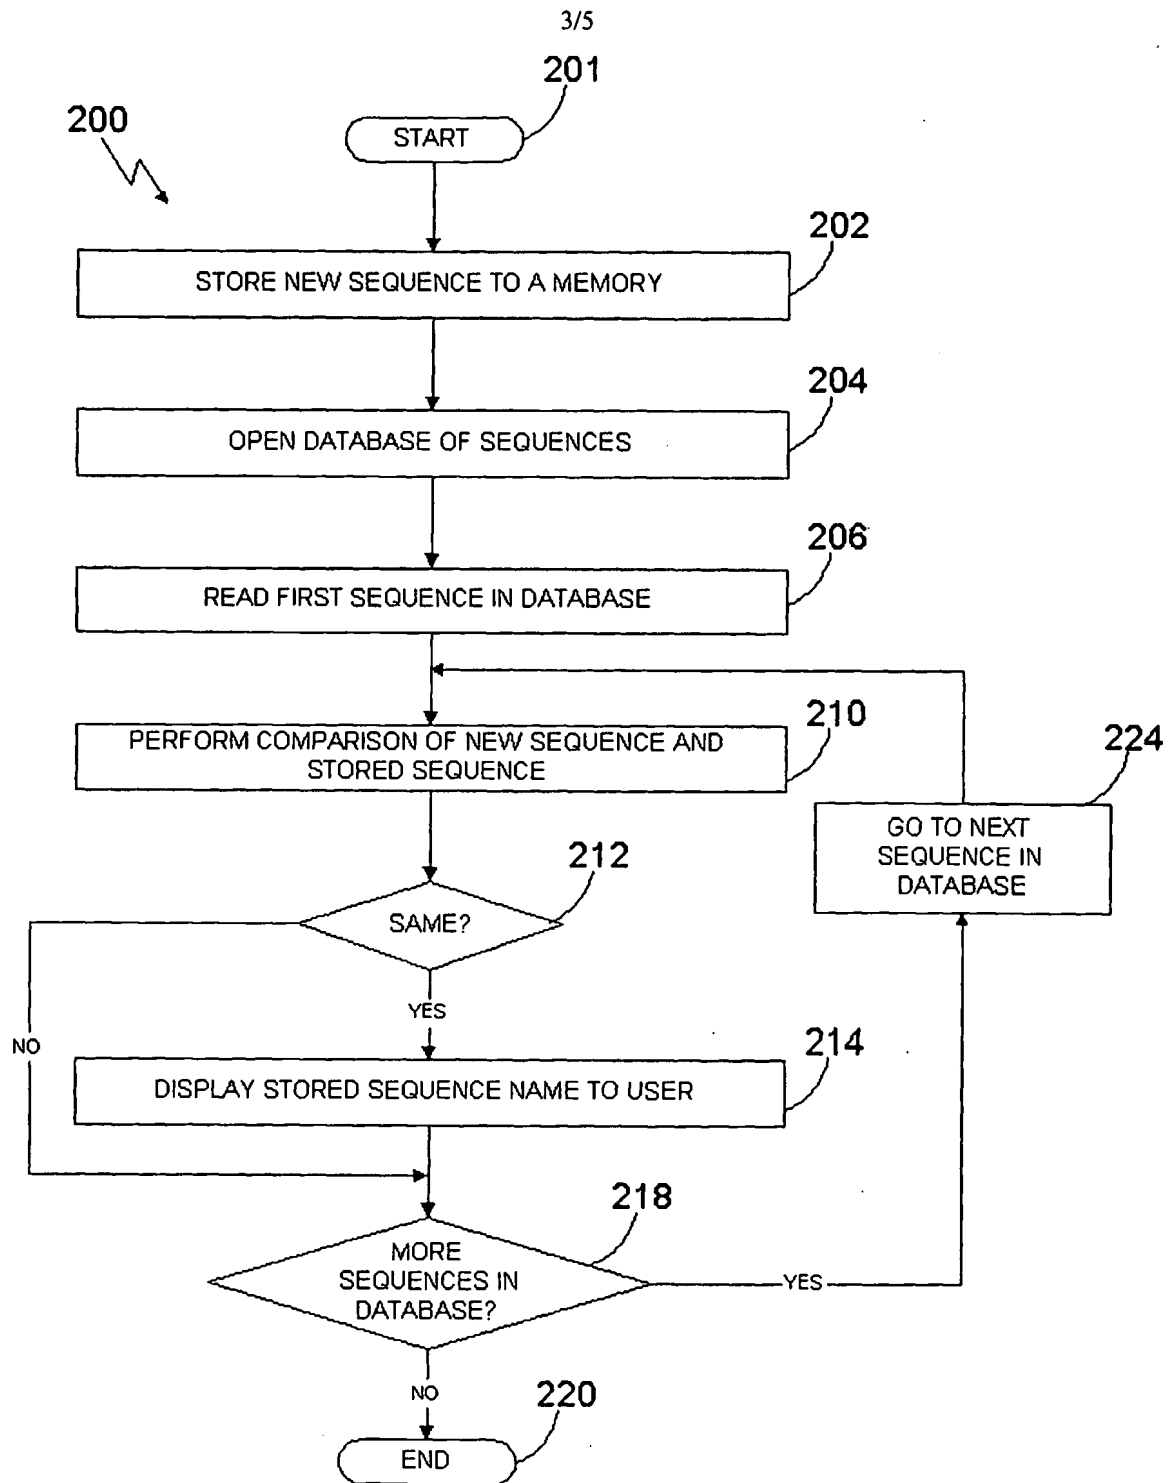 3/5
201
200
START
202
STORE NEW SEQUENCE TO A MEMORY
204
OPEN DATABASE OF SEQUENCES
206
READ FIRST SEQUENCE IN DATABASE
210
PERFORM COMPARISON OF NEW SEQUENCE AND
STORED SEQUENCE
224
GO TO NEXT
SEQUENCE IN
DATABASE
212
SAME?
YES
NO
214
DISPLAY STORED SEQUENCE NAME TO USER
218
MORE
SEQUENCES IN
DATABASE?
YES
NO
220
END